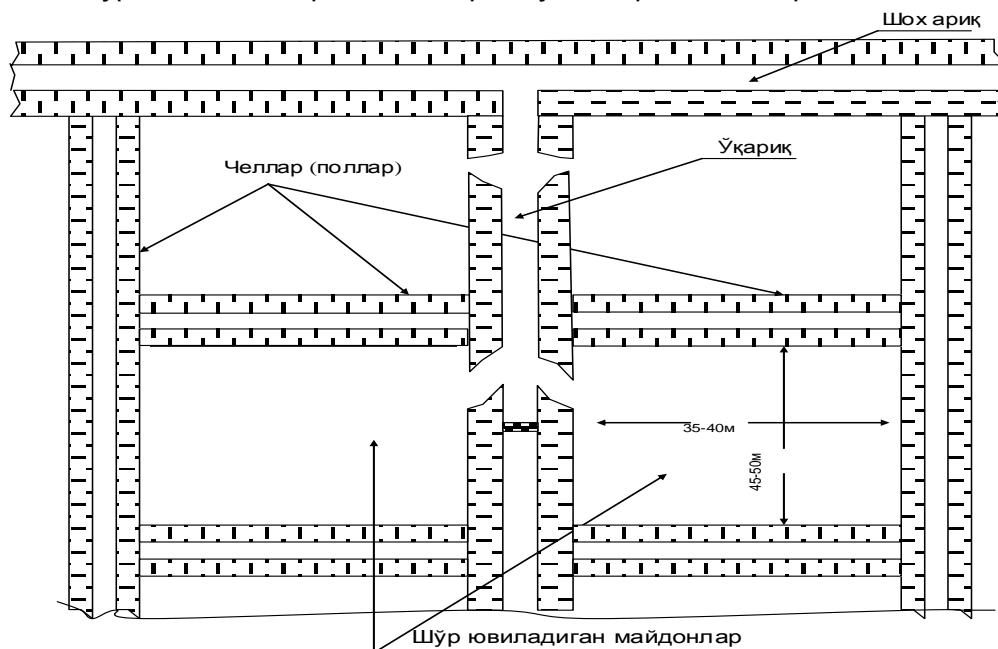 Шох ариқ
Ўқариқ
Челлар (поллар)
35-40м
45-50м
Шўр ювиладиган майдонлар